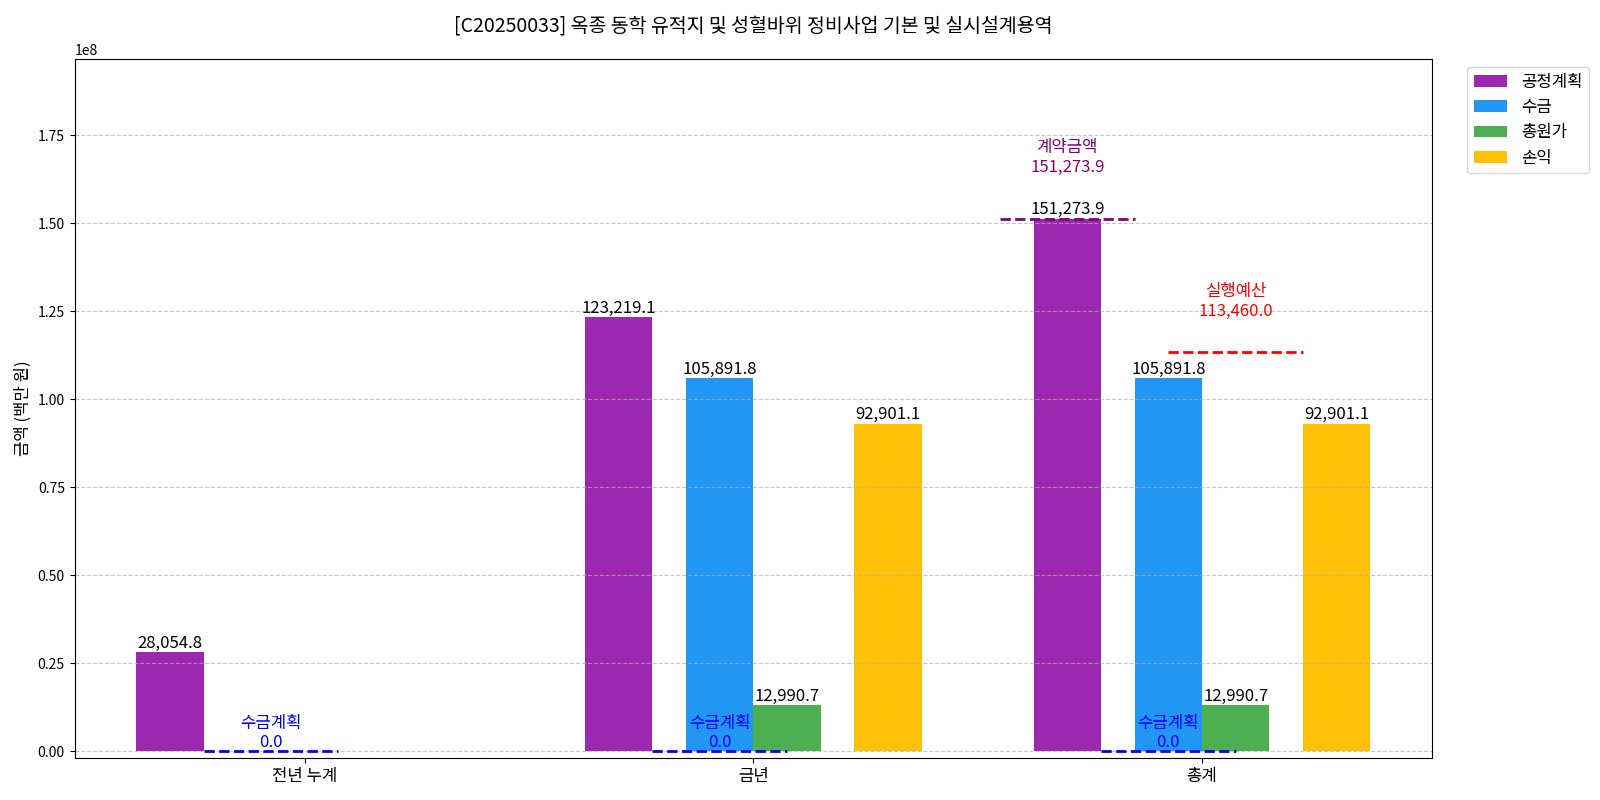 [C20250033] 옥종 동학 유적지 및 성혈바위 정비사업 기본 및 실시설계용역
1e8
공정계획
수금
총원가
손익
금액 (백만 원)
1.75
1.50
1.25
1.00
0.75
0.50
0.25
0.00
계약금액
151,273.9
151,273.9
실행예산
113,460.0
123,219.1
105,891.8
105,891.8
92,901.1
92,901.1
28,054.8
12,990.7
12,990.7
수금계획
0.0
수금계획
0.0
수금계획
0.0
전년 누계
금년
총계